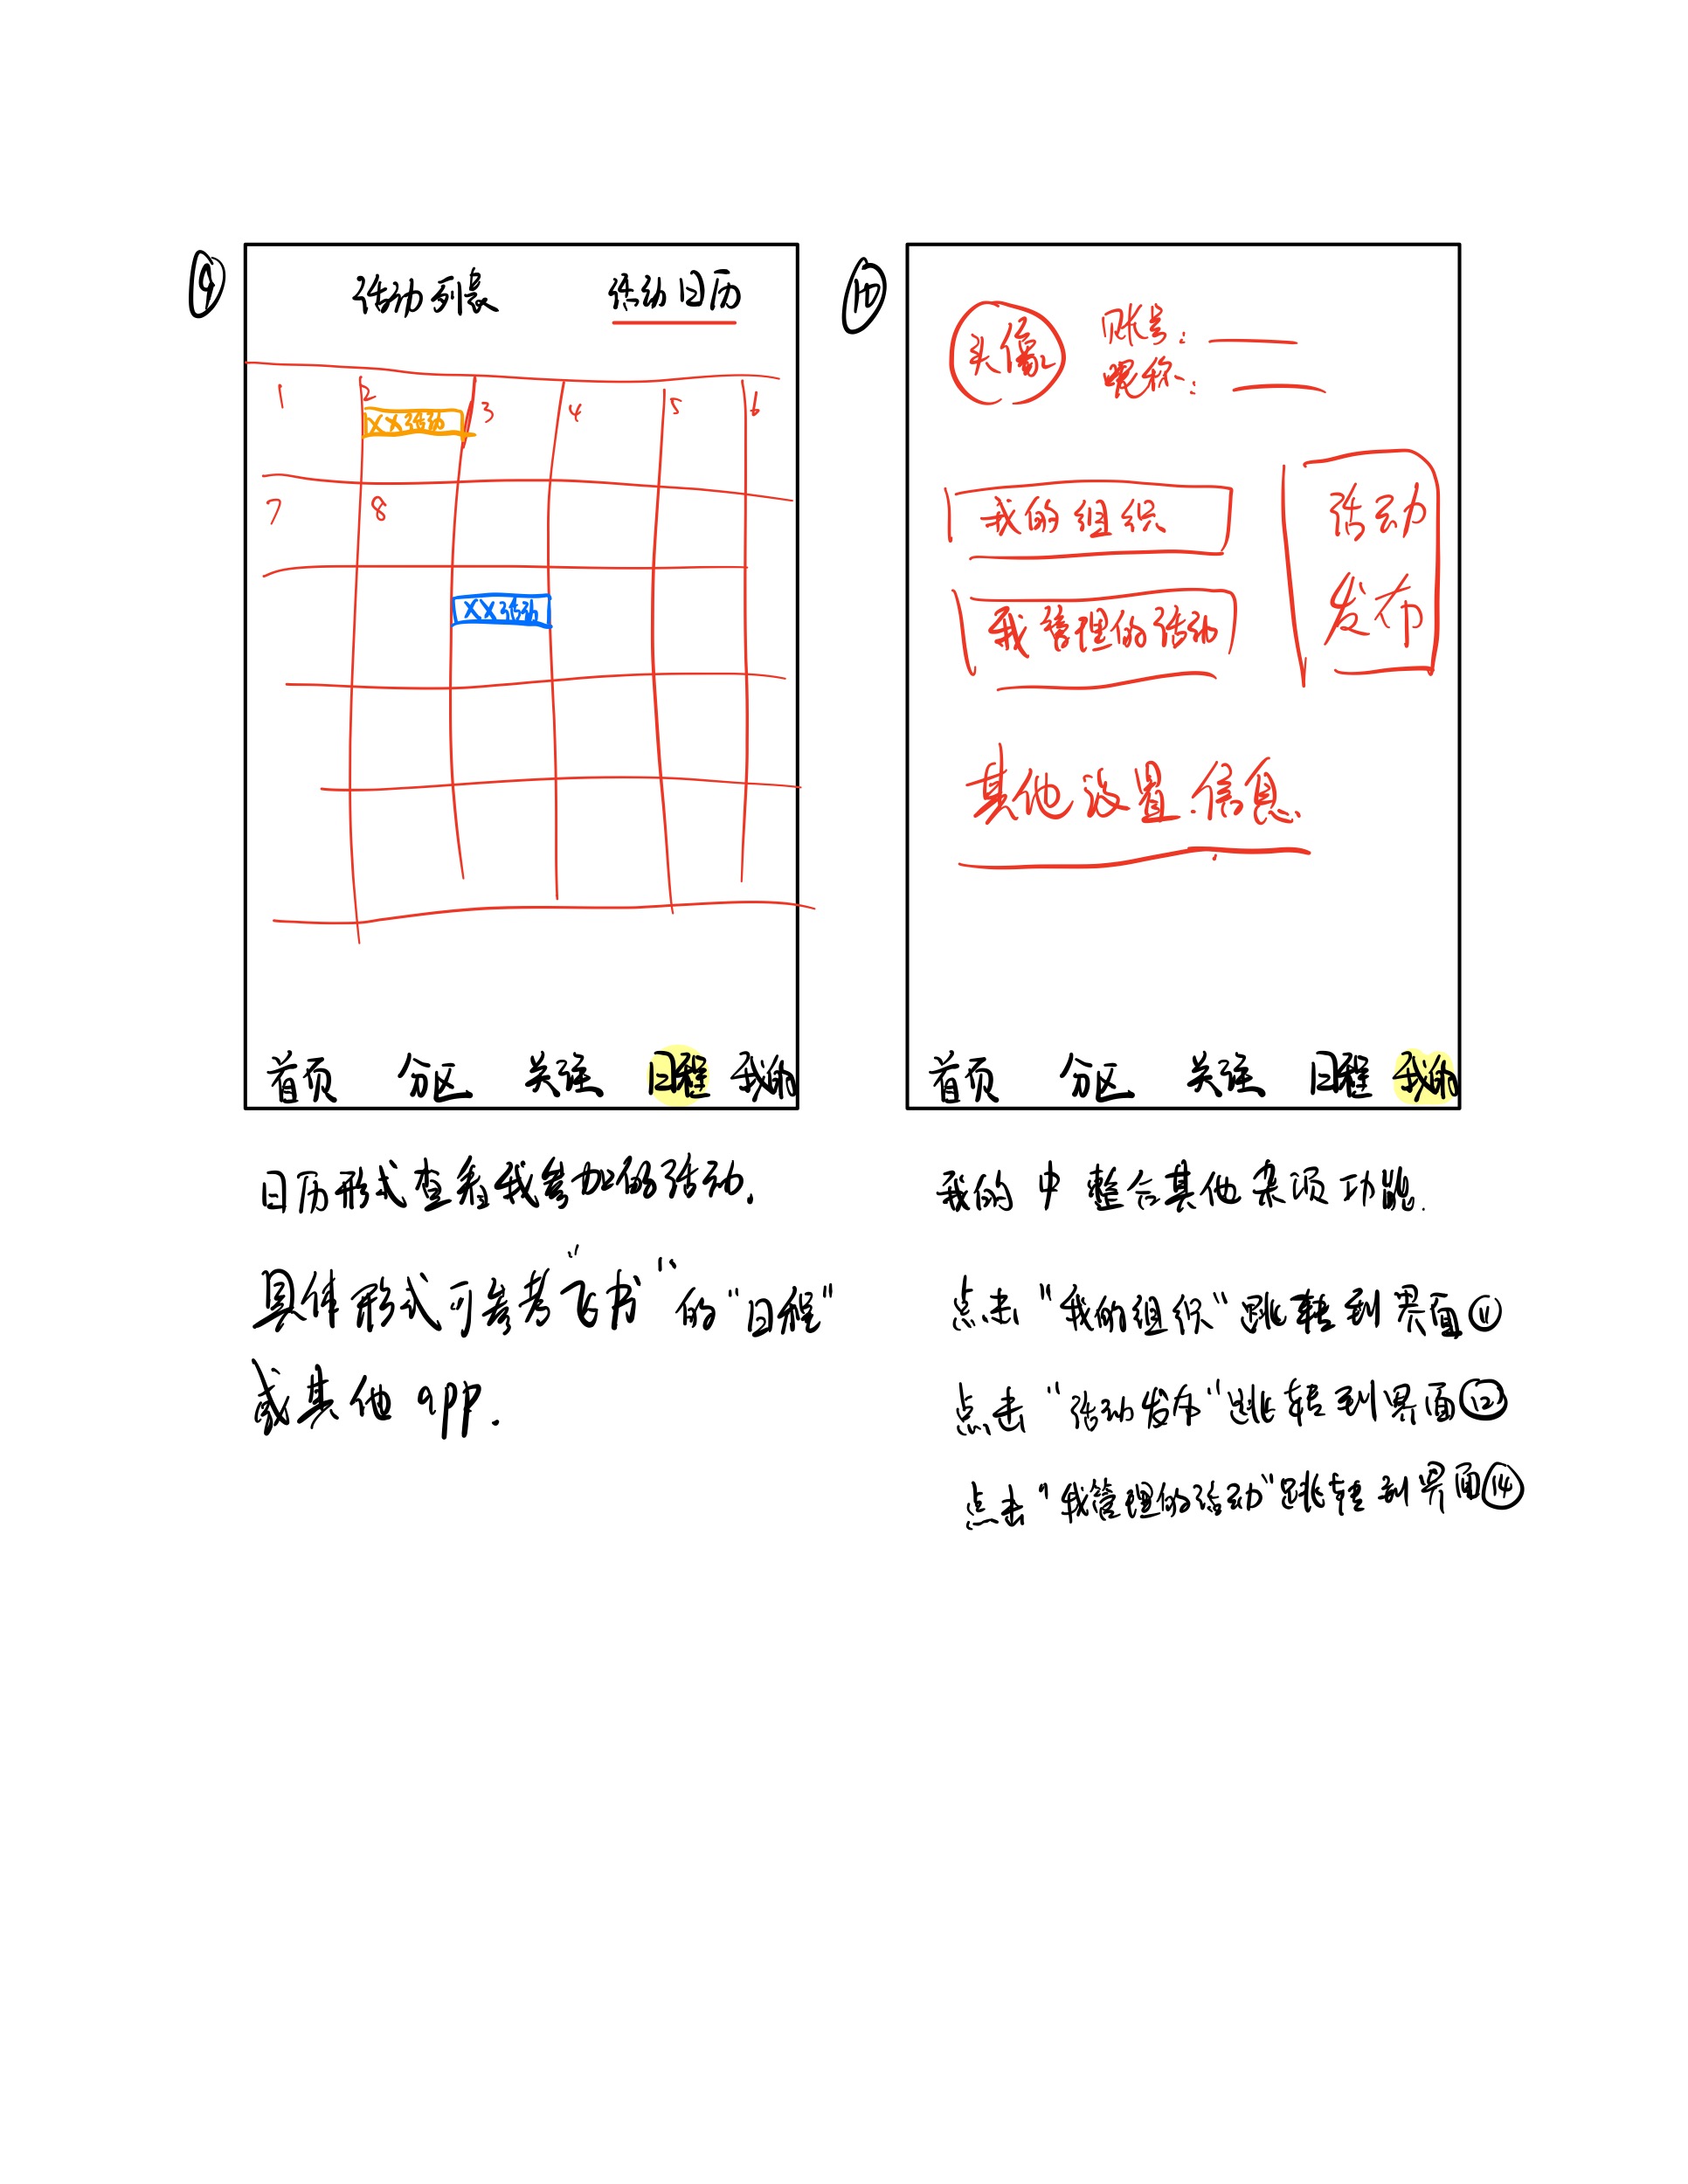 ⑨
活动列表 活动日历
1 2 3 4 5 6
XX活动
7 8
XX活动
首页 分区 关注 日程 我的
日历形式查看我参加的活动.
具体形式可参考"飞书"的"日程"
或其他app.
⑩
头像
账号:
昵称:
我的组织
我管理的活动
活动
发布
其他设置.信息.
首页 分区 关注 日程 我的
我的中整合其他杂项功能.
点击"我的组织"跳转到界面⑪
点击"活动发布"跳转到界面⑫
点击"我管理的活动"跳转到界面⑭